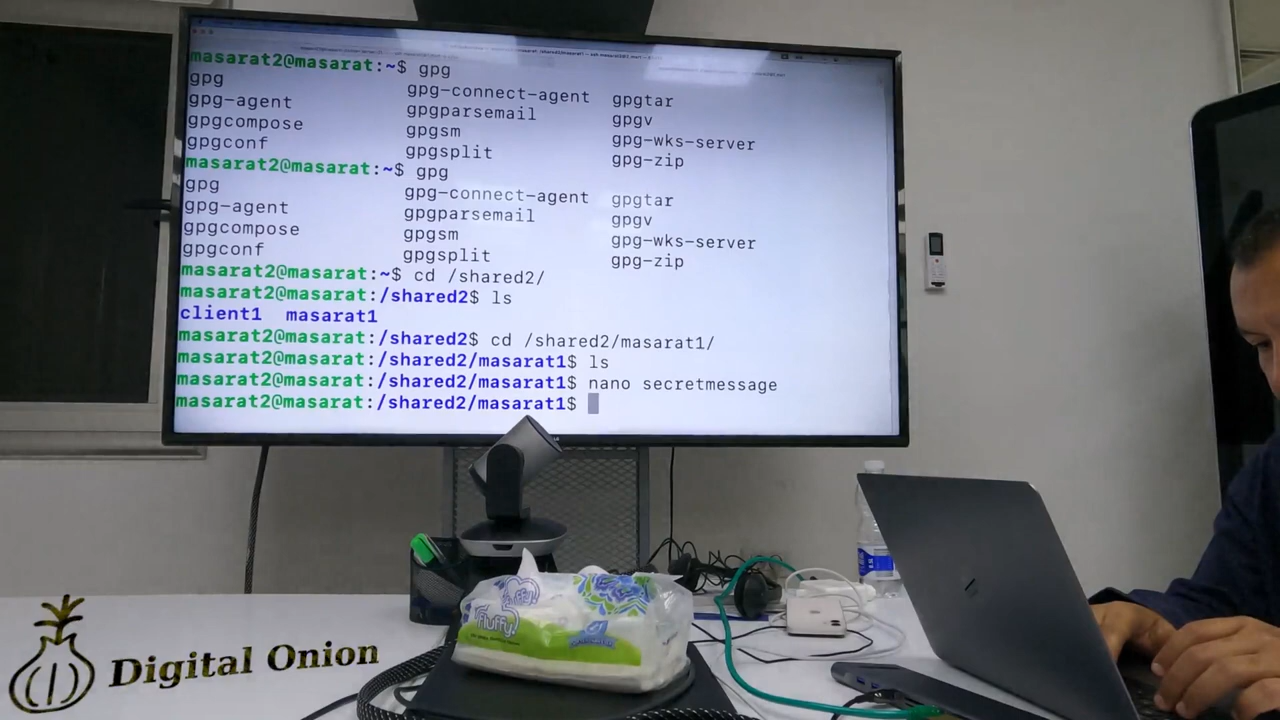 masarat2@masarat:~$ gpg
gpg gpg-connect-agent gpgtar
gpg-agent gpgparsemail gpgv
gpgcompose gpgsm gpg-wks-server
gpgconf gpgsplit gpg-zip
masarat2@masarat:~$ gpg
gpg gpg-connect-agent gpgtar
gpg-agent gpgparsemail gpgv
gpgcompose gpgsm gpg-wks-server
gpgconf gpgsplit gpg-zip
masarat2@masarat:~$ cd /shared2/
masarat2@masarat:/shared2$ ls
client1 masarat1
masarat2@masarat:/shared2$ cd /shared2/masarat1/
masarat2@masarat:/shared2/masarat1$ ls
masarat2@masarat:/shared2/masarat1$ nano secretmessage
masarat2@masarat:/shared2/masarat1$
Fluffy!
Digital Onion